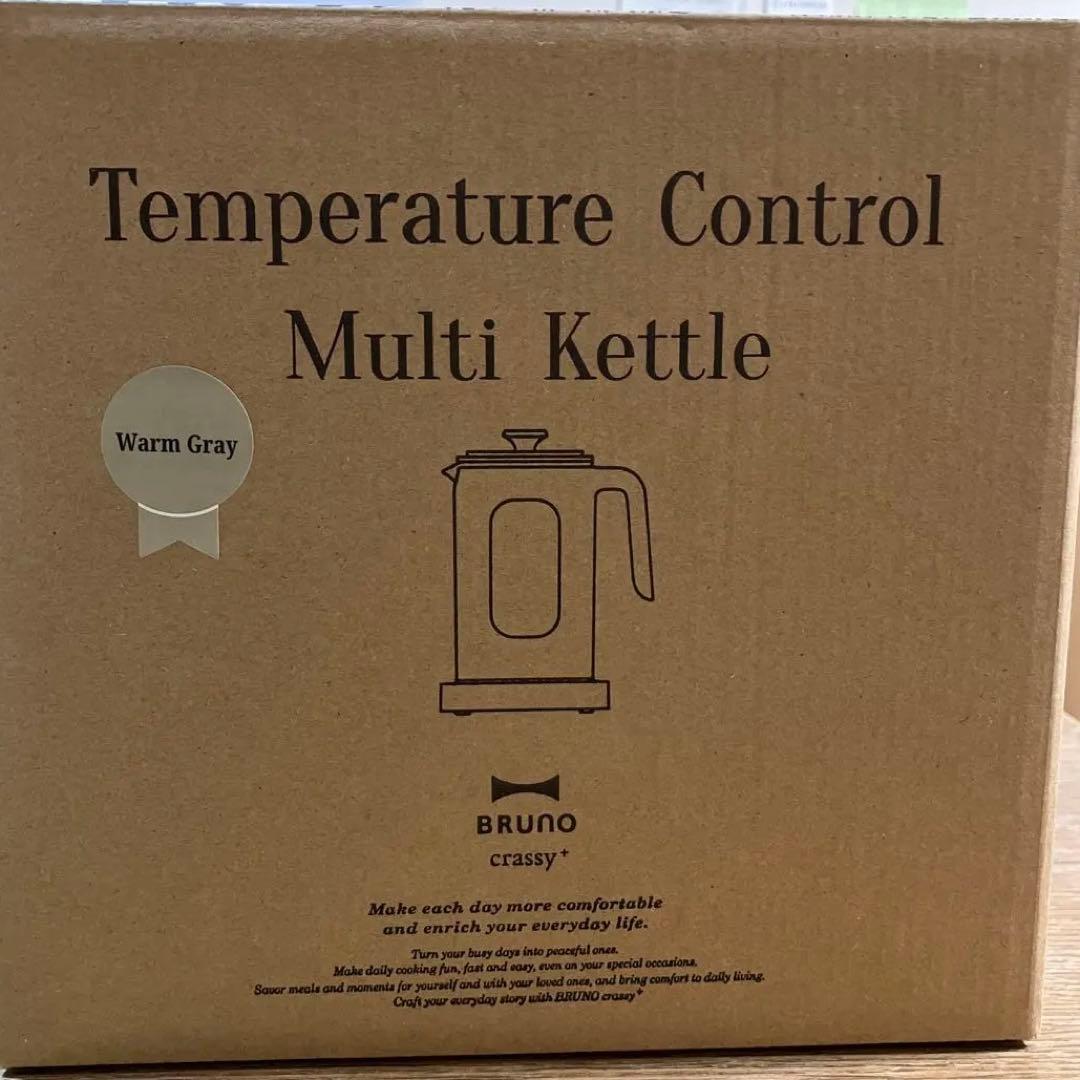 Temperature Control
Multi Kettle
Warm Gray
BRUNO
crassy+
Make each day more comfortable
and enrich your everyday life.
Turn your busy days into peaceful ones.
Make daily cooking fun, fast and easy, even on your special occasions.
Savor meals and moments for yourself and with your loved ones, and bring comfort to daily living.
Craft your everyday story with BRUNO crassy+